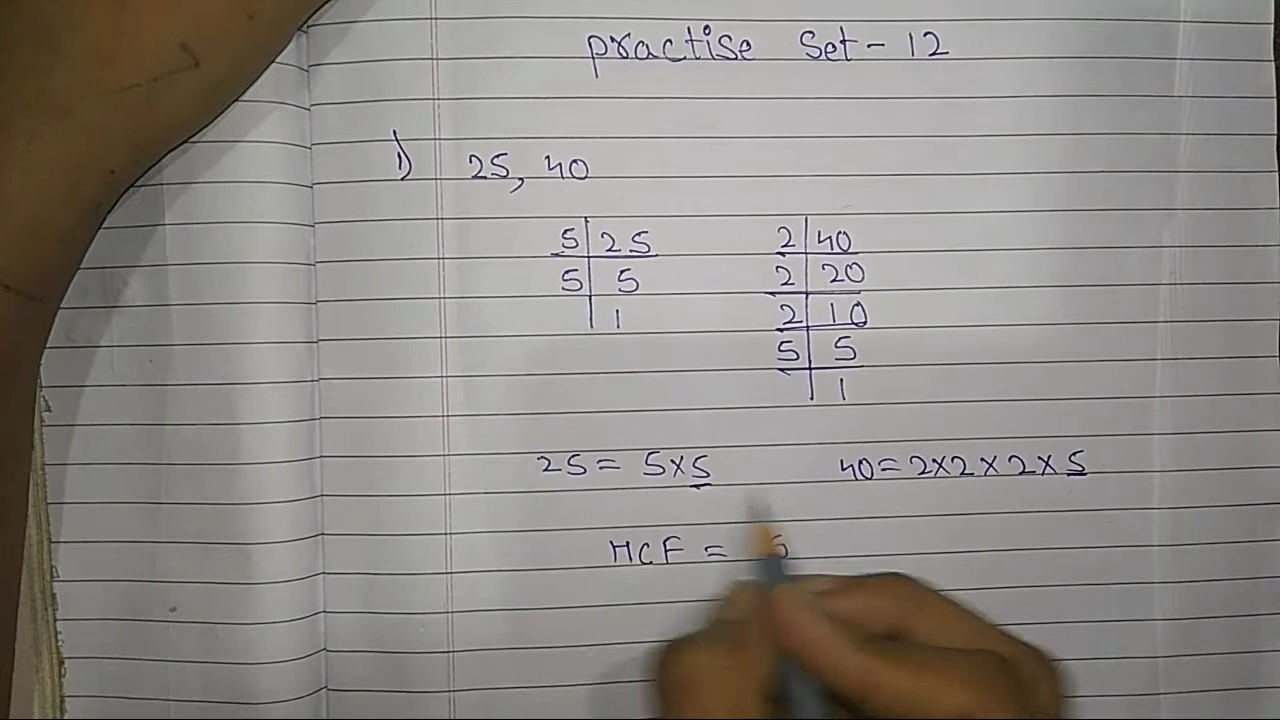 practise Set - 12
1) 25, 40
5 25 2 40
5 5 2 20
1 2 10
5 5
1
25 = 5×5 40 = 2×2×2×5
HCF = 5